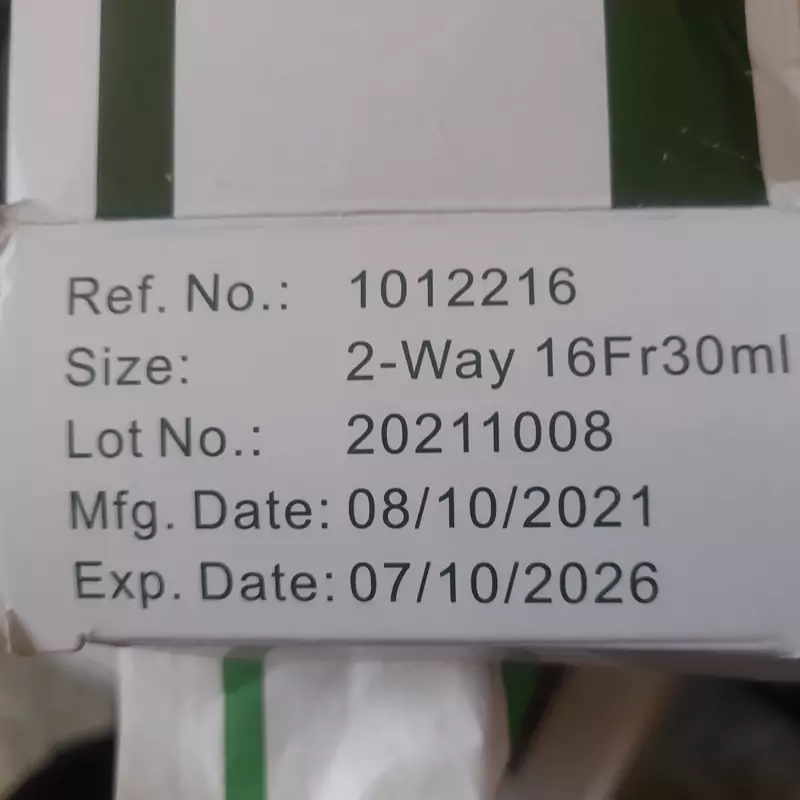 Ref. No.: 1012216
Size: 2-Way 16Fr30ml
Lot No.: 20211008
Mfg. Date: 08/10/2021
Exp. Date: 07/10/2026